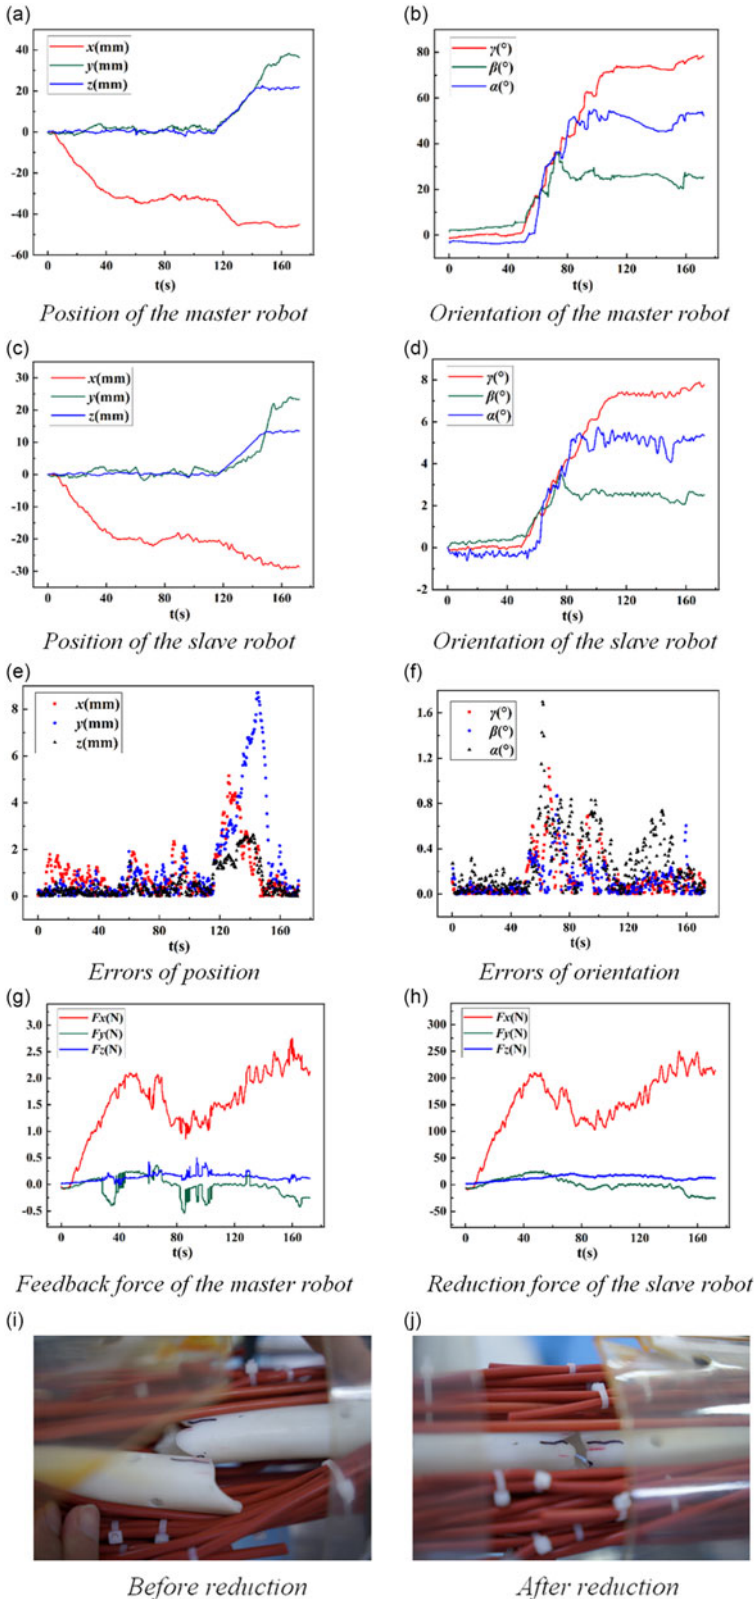 (a)
(b)
x(mm)
y(mm)
z(mm)
40
20
0
-20
-40
-60
0 40 80 120 160
t(s)
Position of the master robot
γ(°)
β(°)
α(°)
80
60
40
20
0
0 40 80 120 160
t(s)
Orientation of the master robot
(c)
(d)
x(mm)
y(mm)
z(mm)
30
20
10
0
-10
-20
-30
0 40 80 120 160
t(s)
Position of the slave robot
γ(°)
β(°)
α(°)
8
6
4
2
0
-2
0 40 80 120 160
t(s)
Orientation of the slave robot
(e)
(f)
x(mm)
y(mm)
z(mm)
8
6
4
2
0
0 40 80 120 160
t(s)
Errors of position
γ(°)
β(°)
α(°)
1.6
1.2
0.8
0.4
0.0
0 40 80 120 160
t(s)
Errors of orientation
(g)
(h)
Fx(N)
Fy(N)
Fz(N)
3.0
2.5
2.0
1.5
1.0
0.5
0.0
-0.5
0 40 80 120 160
t(s)
Feedback force of the master robot
Fx(N)
Fy(N)
Fz(N)
300
250
200
150
100
50
0
-50
0 40 80 120 160
t(s)
Reduction force of the slave robot
(i)
(j)
Before reduction
After reduction